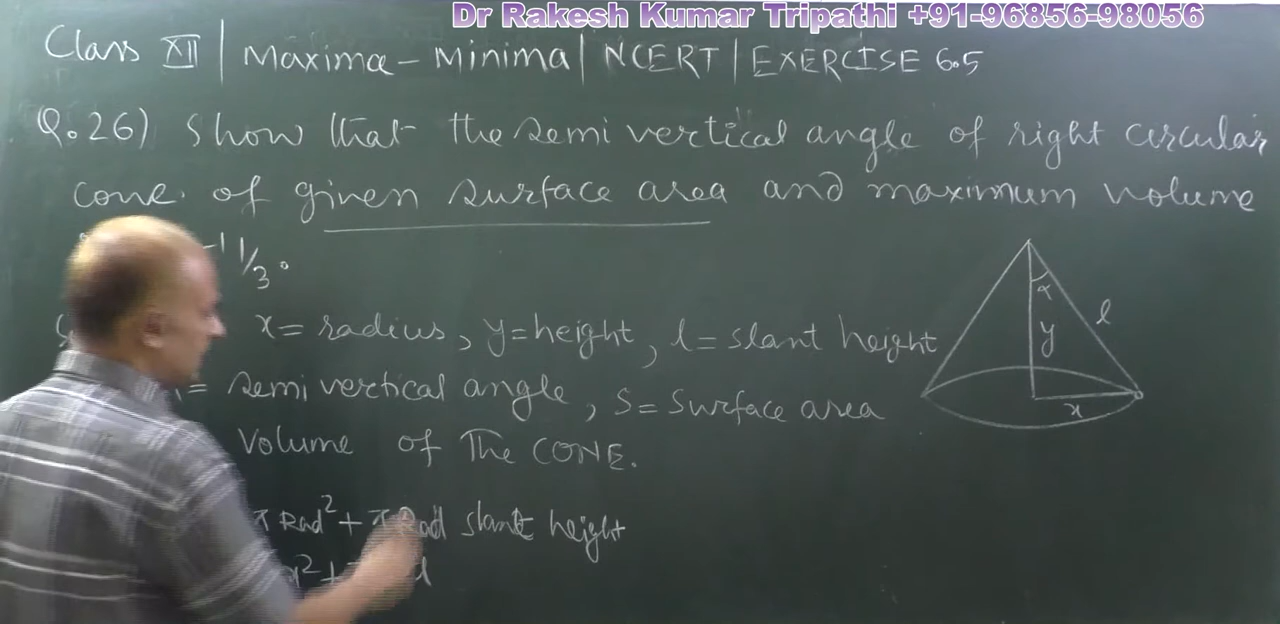 Dr Rakesh Kumar Tripathi +91-96856-98056
Class XII | Maxima - Minima | NCERT | EXERCISE 6.5
Q.26) Show that the semi vertical angle of right circular
cone of given surface area and maximum volume
-1 1/3.
x = radius, y = height, l = slant height
= semi vertical angle, S = Surface area
Volume of The CONE.
π Rad² + π Rad slant height
x² +
α
l
y
x